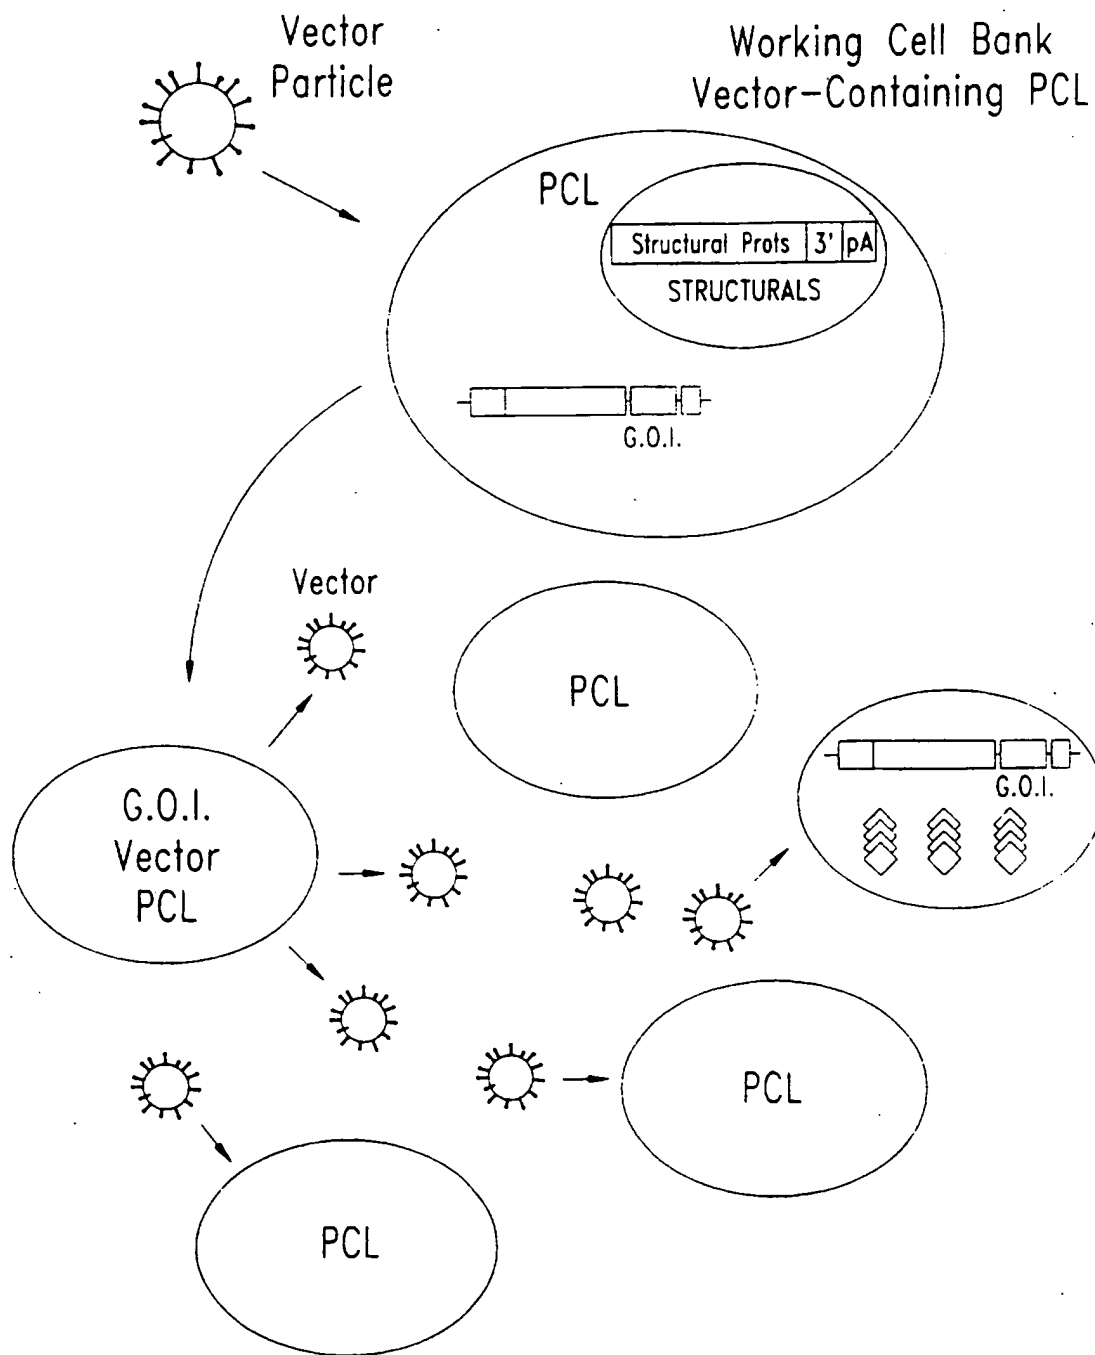 Vector
Particle
Working Cell Bank
Vector-Containing PCL
PCL
Structural Prots 3' pA
STRUCTURALS
G.O.I.
Vector
PCL
G.O.I.
G.O.I.
Vector
PCL
PCL
PCL